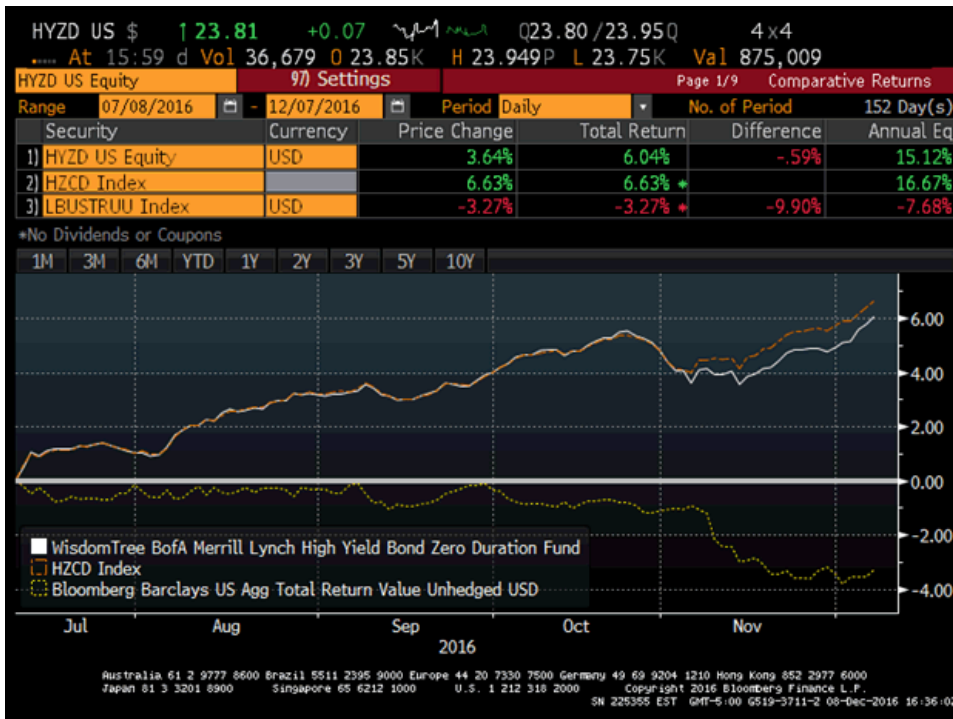 HYZD US $ ↑23.81 +0.07 Q23.80/23.95Q 4x4
At 15:59 d Vol 36,679 O 23.85K H 23.949P L 23.75K Val 875,009
HYZD US Equity 97) Settings Page 1/9 Comparative Returns
Range 07/08/2016 - 12/07/2016 Period Daily No. of Period 152 Day(s)
Security Currency Price Change Total Return Difference Annual Eq
1) HYZD US Equity USD 3.64% 6.04% -.59% 15.12%
2) HZCD Index 6.63% 6.63% * 16.67%
3) LBUSTRUU Index USD -3.27% -3.27% * -9.90% -7.68%
*No Dividends or Coupons
1M 3M 6M YTD 1Y 2Y 3Y 5Y 10Y
6.00
4.00
2.00
0.00
-2.00
WisdomTree BofA Merrill Lynch High Yield Bond Zero Duration Fund
HZCD Index
Bloomberg Barclays US Agg Total Return Value Unhedged USD
-4.00
Jul Aug Sep Oct Nov
2016
Australia 61 2 9777 8600 Brazil 5511 2395 9000 Europe 44 20 7330 7500 Germany 49 69 9204 1210 Hong Kong 852 2977 6000
Japan 81 3 3201 8900 Singapore 65 6212 1000 U.S. 1 212 318 2000 Copyright 2016 Bloomberg Finance L.P.
SN 225355 EST GMT-5:00 G519-3711-2 08-Dec-2016 16:36:02